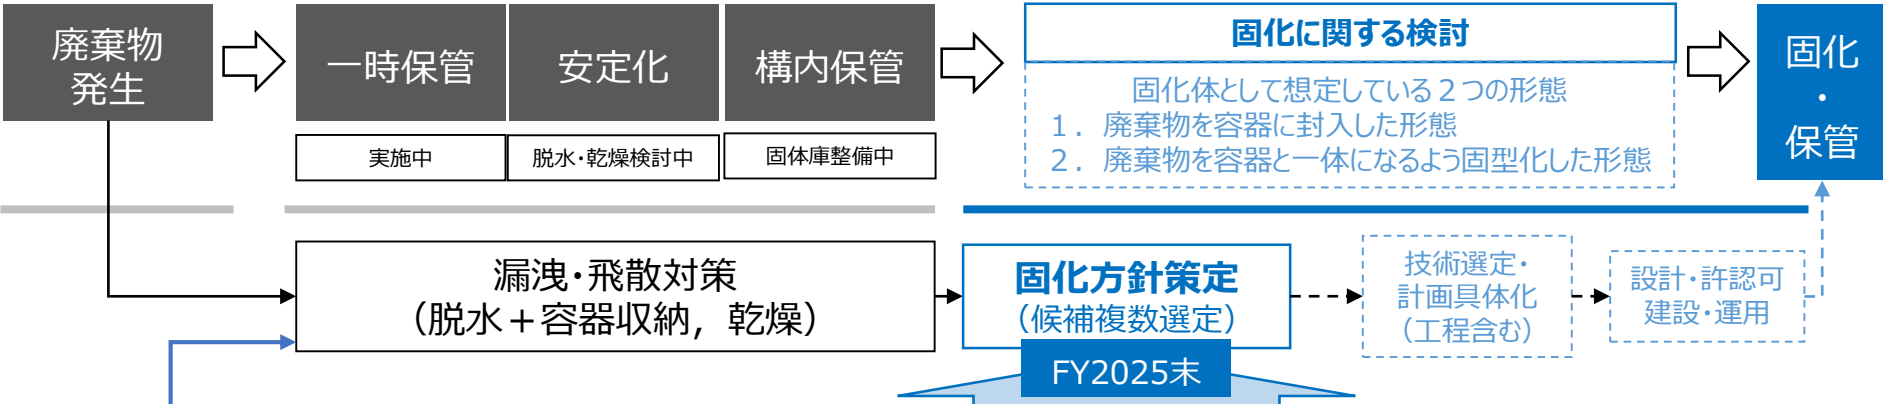 廃棄物
発生
一時保管
安定化
構内保管
固化に関する検討
固化体として想定している２つの形態
１．廃棄物を容器に封入した形態
２．廃棄物を容器と一体になるよう固型化した形態
固化
・
保管
実施中
脱水・乾燥検討中
固体庫整備中
漏洩・飛散対策
（脱水＋容器収納，乾燥）
固化方針策定
（候補複数選定）
FY2025末
技術選定・
計画具体化
（工程含む）
設計・許認可
建設・運用